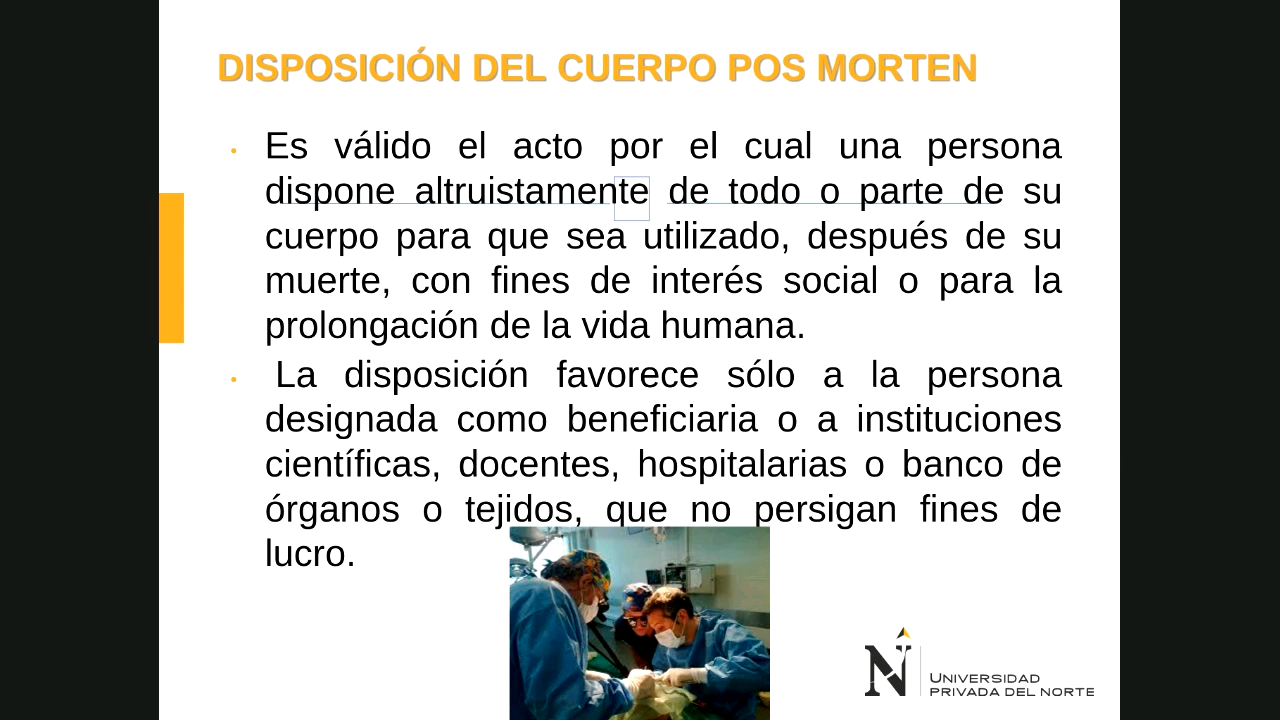 DISPOSICIÓN DEL CUERPO POS MORTEN
• Es válido el acto por el cual una persona
dispone altruistamente de todo o parte de su
cuerpo para que sea utilizado, después de su
muerte, con fines de interés social o para la
prolongación de la vida humana.
• La disposición favorece sólo a la persona
designada como beneficiaria o a instituciones
científicas, docentes, hospitalarias o banco de
órganos o tejidos, que no persigan fines de
lucro.
N
UNIVERSIDAD
PRIVADA DEL NORTE